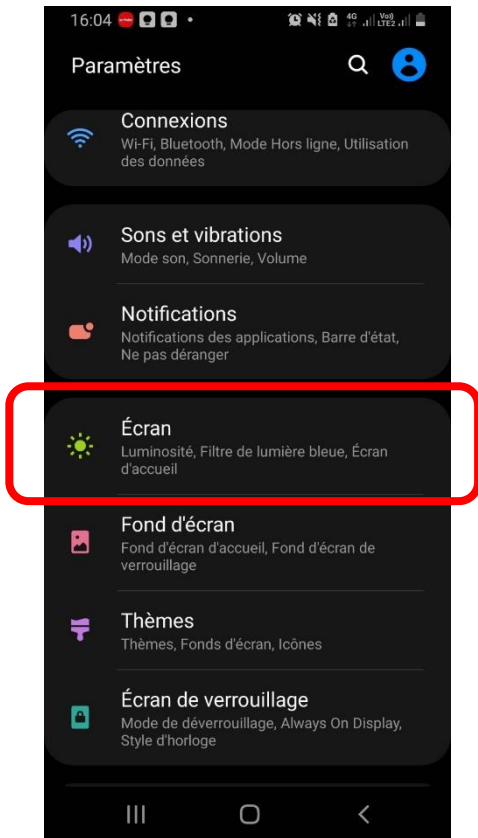 16:04
4G
Vo))
LTE2
Paramètres
Connexions
Wi-Fi, Bluetooth, Mode Hors ligne, Utilisation
des données
Sons et vibrations
Mode son, Sonnerie, Volume
Notifications
Notifications des applications, Barre d'état,
Ne pas déranger
Écran
Luminosité, Filtre de lumière bleue, Écran
d'accueil
Fond d'écran
Fond d'écran d'accueil, Fond d'écran de
verrouillage
Thèmes
Thèmes, Fonds d'écran, Icônes
Écran de verrouillage
Mode de déverrouillage, Always On Display,
Style d'horloge